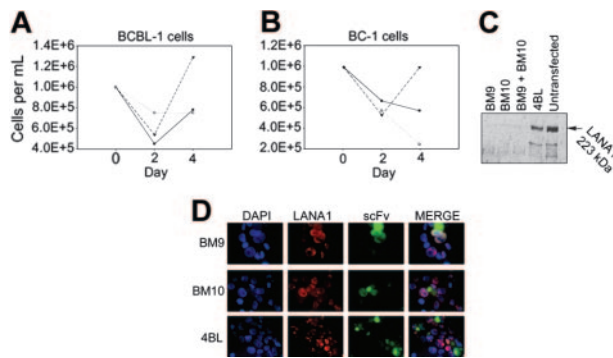 A
BCBL-1 cells
Cells per mL
1.4E+6
1.2E+6
1.0E+6
8.0E+5
6.0E+5
4.0E+5
0 2 4
Day
B
BC-1 cells
1.2E+6
1.0E+6
8.0E+5
6.0E+5
4.0E+5
2.0E+5
0 2 4
Day
C
BM9
BM10
BM9 + BM10
4BL
Untransfected
LANA1
223 kDa
D
DAPI LANA1 scFv MERGE
BM9
BM10
4BL